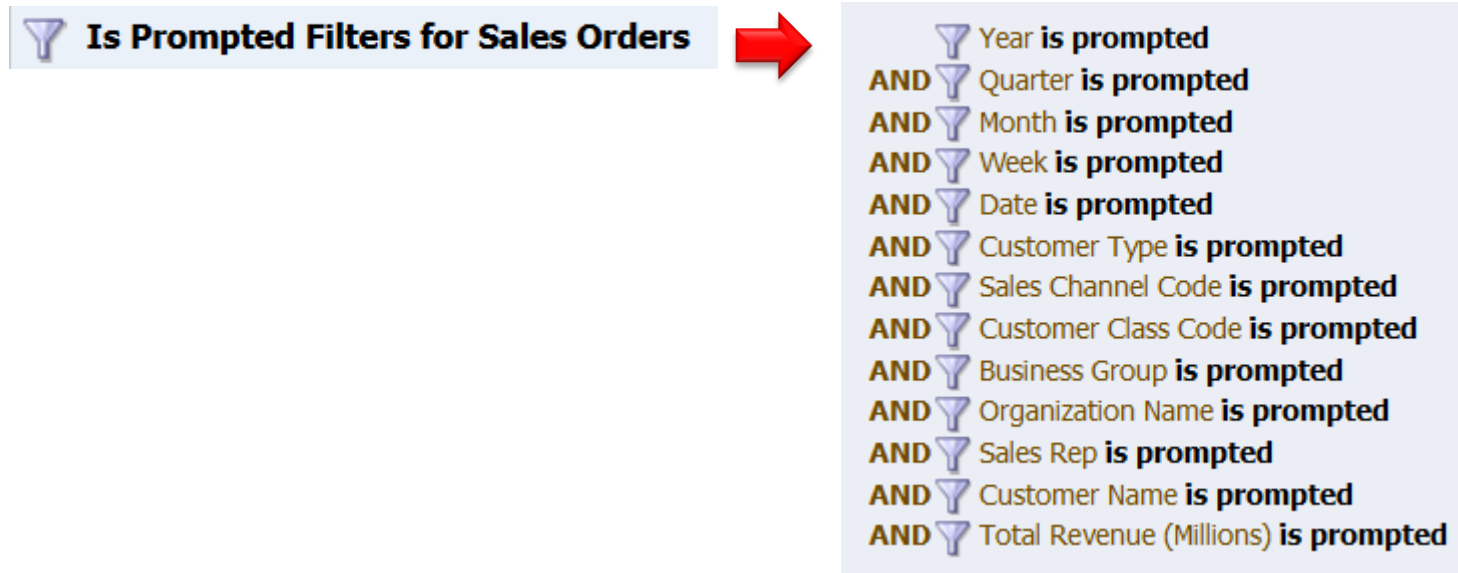 Is Prompted Filters for Sales Orders
Year is prompted
AND Quarter is prompted
AND Month is prompted
AND Week is prompted
AND Date is prompted
AND Customer Type is prompted
AND Sales Channel Code is prompted
AND Customer Class Code is prompted
AND Business Group is prompted
AND Organization Name is prompted
AND Sales Rep is prompted
AND Customer Name is prompted
AND Total Revenue (Millions) is prompted